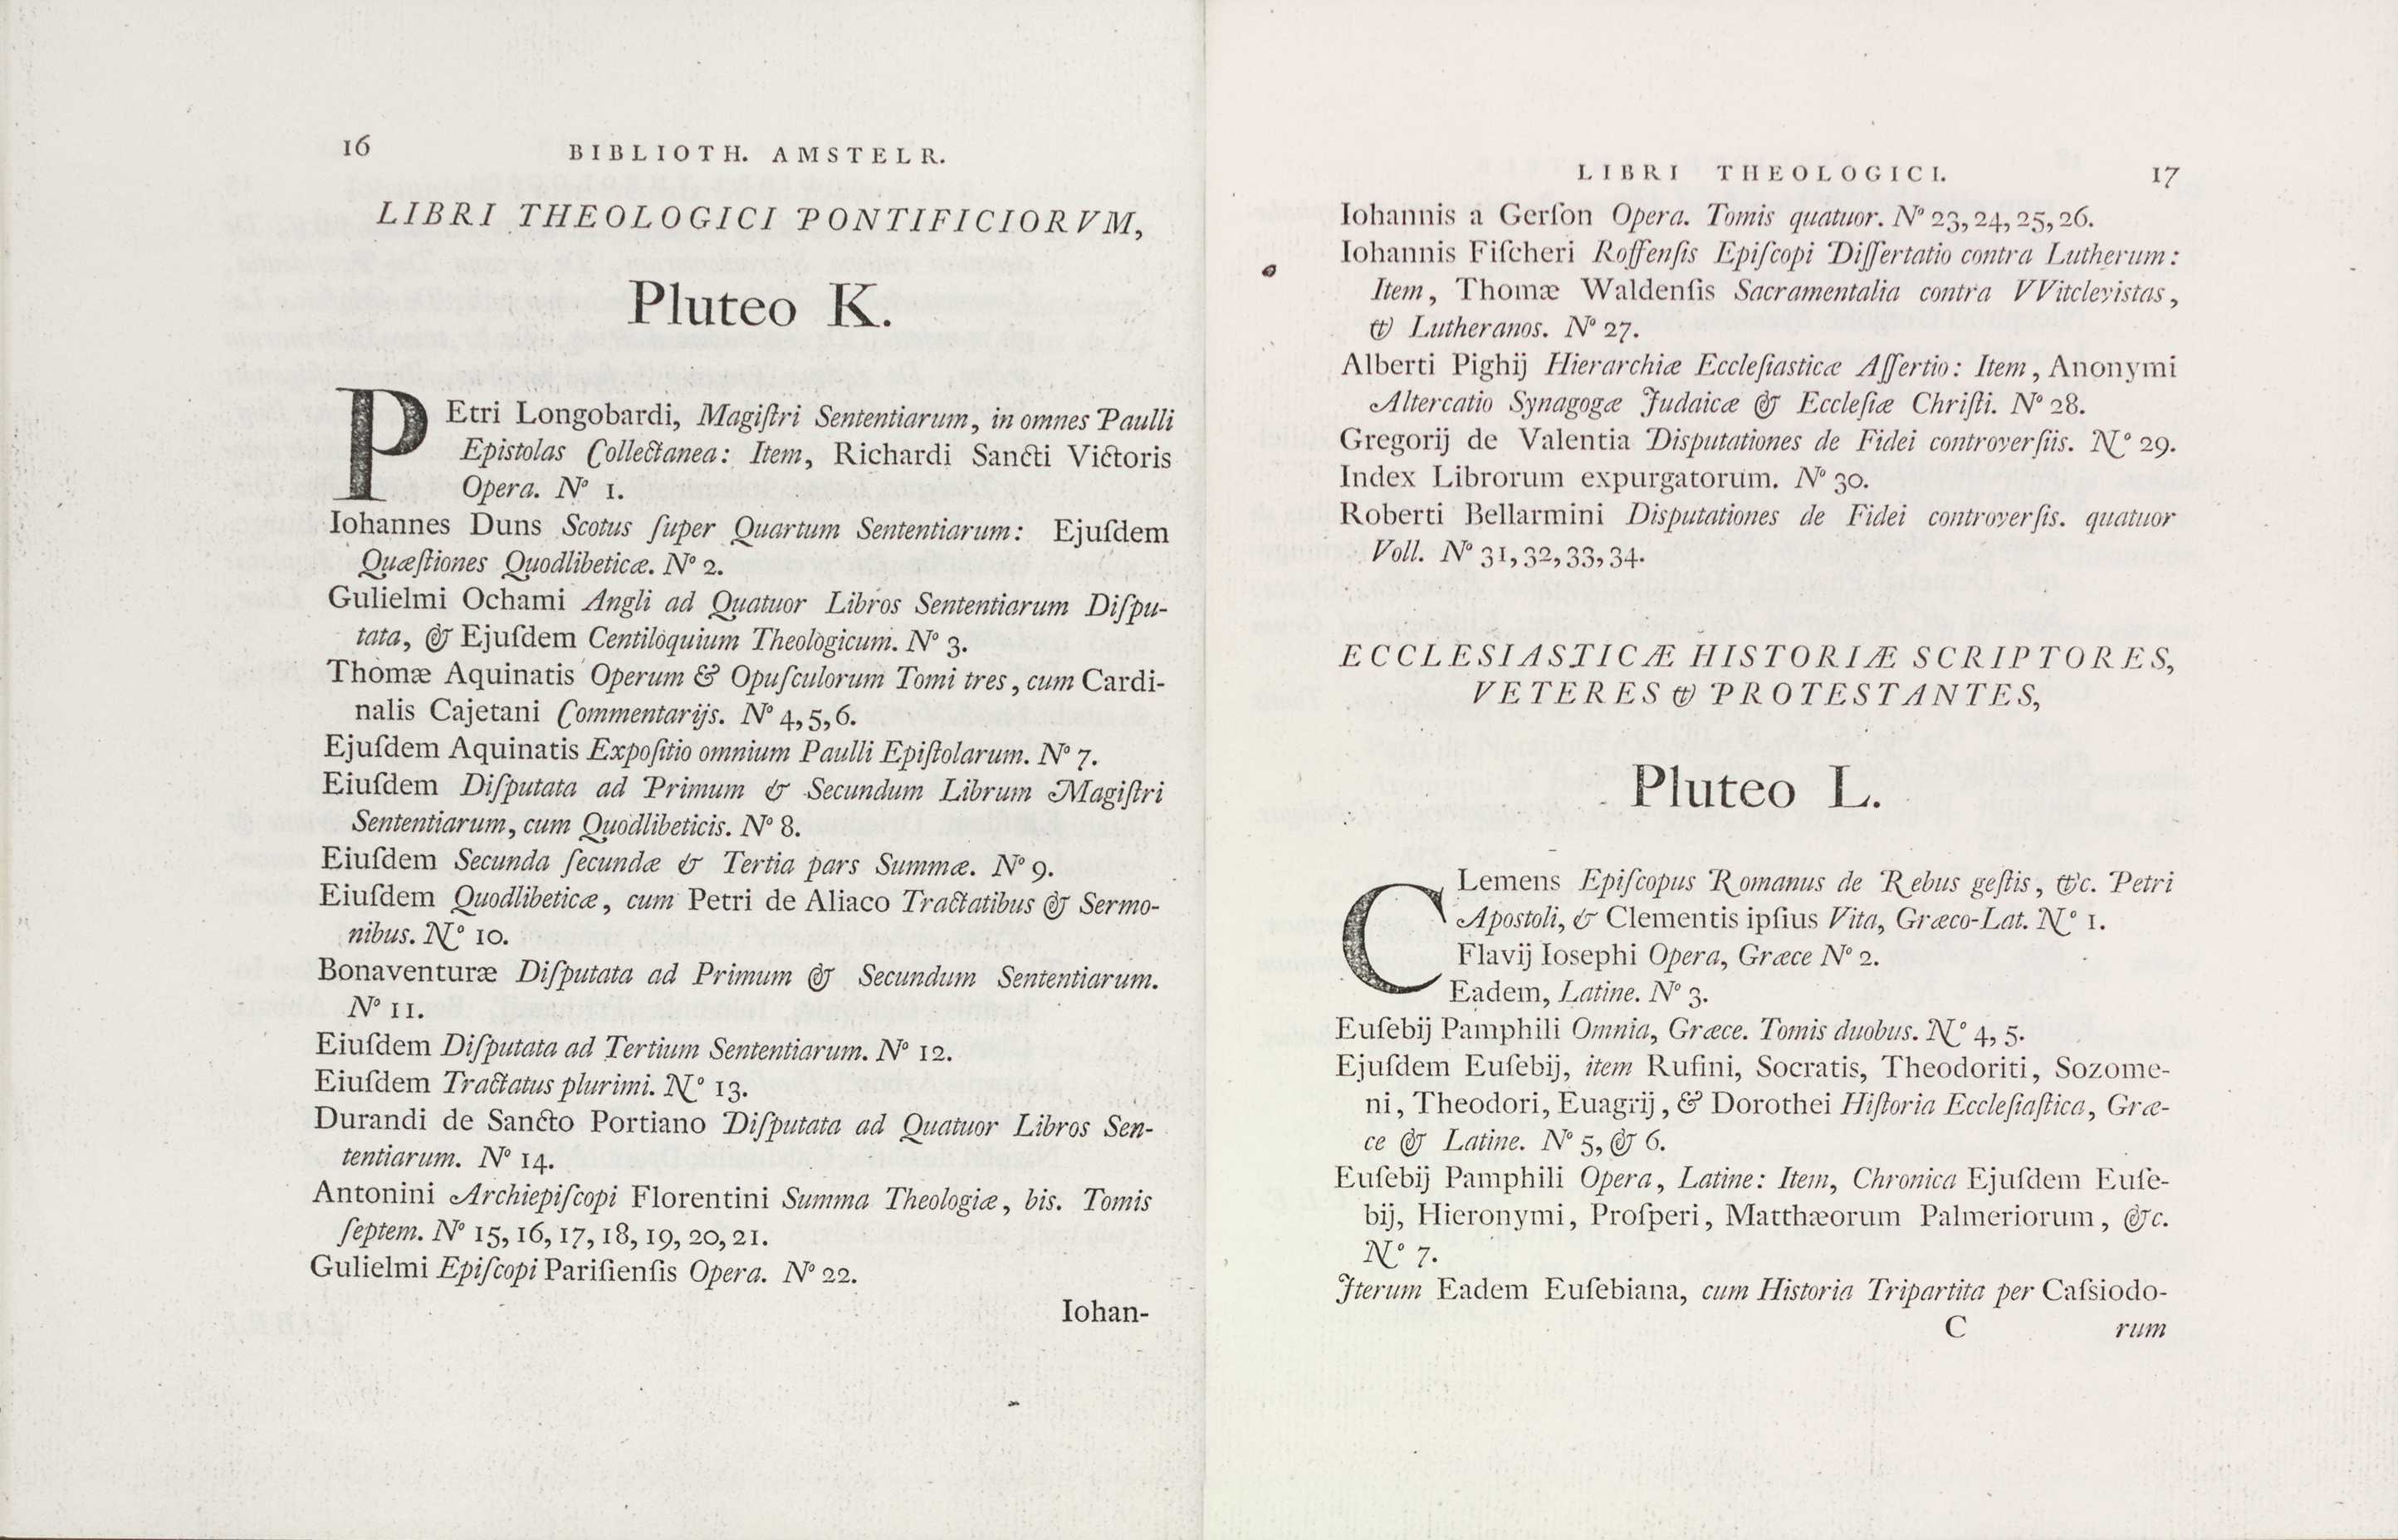 16
BIBLIOTH. AMSTELR.
LIBRI THEOLOGICI PONTIFICIORVM,
Pluteo K.
PEtri Longobardi, Magiſtri Sententiarum, in omnes Paulli
Epistolas Collectanea: Item, Richardi Sancti Victoris
Opera. Nº 1.
Iohannes Duns Scotus ſuper Quartum Sententiarum: Ejuſdem
Quæſtiones Quodlibeticæ. Nº 2.
Gulielmi Ochami Angli ad Quatuor Libros Sententiarum Diſpu-
tata, & Ejuſdem Centiloquium Theologicum. Nº 3.
Thomæ Aquinatis Operum & Opuſculorum Tomi tres, cum Cardi-
nalis Cajetani Commentarijs. Nº 4, 5, 6.
Ejuſdem Aquinatis Expoſitio omnium Paulli Epiſtolarum. Nº 7.
Eiuſdem Diſputata ad Primum & Secundum Librum Magiſtri
Sententiarum, cum Quodlibeticis. Nº 8.
Eiuſdem Secunda ſecundæ & Tertia pars Summæ. Nº 9.
Eiuſdem Quodlibeticæ, cum Petri de Aliaco Tractatibus & Sermo-
nibus. Nº 10.
Bonaventuræ Diſputata ad Primum & Secundum Sententiarum.
Nº 11.
Eiuſdem Diſputata ad Tertium Sententiarum. Nº 12.
Eiuſdem Tractatus plurimi. Nº 13.
Durandi de Sancto Portiano Diſputata ad Quatuor Libros Sen-
tentiarum. Nº 14.
Antonini Archiepiſcopi Florentini Summa Theologiæ, bis. Tomis
ſeptem. Nº 15, 16, 17, 18, 19, 20, 21.
Gulielmi Epiſcopi Pariſienſis Opera. Nº 22.
Iohan-
LIBRI THEOLOGICI.
17
Iohannis a Gerſon Opera. Tomis quatuor. Nº 23, 24, 25, 26.
Iohannis Fiſcheri Roffenſis Epiſcopi Diſſertatio contra Lutherum:
Item, Thomæ Waldenſis Sacramentalia contra VVitclevistas,
& Lutheranos. Nº 27.
Alberti Pighij Hierarchiæ Eccleſiasticæ Aſſertio: Item, Anonymi
Altercatio Synagogæ Judaicæ & Eccleſiæ Chriſti. Nº 28.
Gregorij de Valentia Disputationes de Fidei controverſiis. Nº 29.
Index Librorum expurgatorum. Nº 30.
Roberti Bellarmini Disputationes de Fidei controverſis. quatuor
Voll. Nº 31, 32, 33, 34.
ECCLESIASTICÆ HISTORIÆ SCRIPTORES,
VETERES & PROTESTANTES,
Pluteo L.
CLemens Epiſcopus Romanus de Rebus geſtis, &c. Petri
Apostoli, & Clementis ipſius Vita, Græco-Lat. Nº 1.
Flavij Iosephi Opera, Græce Nº 2.
Eadem, Latine. Nº 3.
Euſebij Pamphili Omnia, Græce. Tomis duobus. Nº 4, 5.
Ejuſdem Euſebij, item Rufini, Socratis, Theodoriti, Sozome-
ni, Theodori, Euagrij, & Dorothei Hiſtoria Eccleſiaſtica, Græ-
ce & Latine. Nº 5, & 6.
Euſebij Pamphili Opera, Latine: Item, Chronica Ejuſdem Euſe-
bij, Hieronymi, Proſperi, Matthæorum Palmeriorum, &c.
Nº 7.
Iterum Eadem Euſebiana, cum Historia Tripartita per Caſsiodo-
C
rum